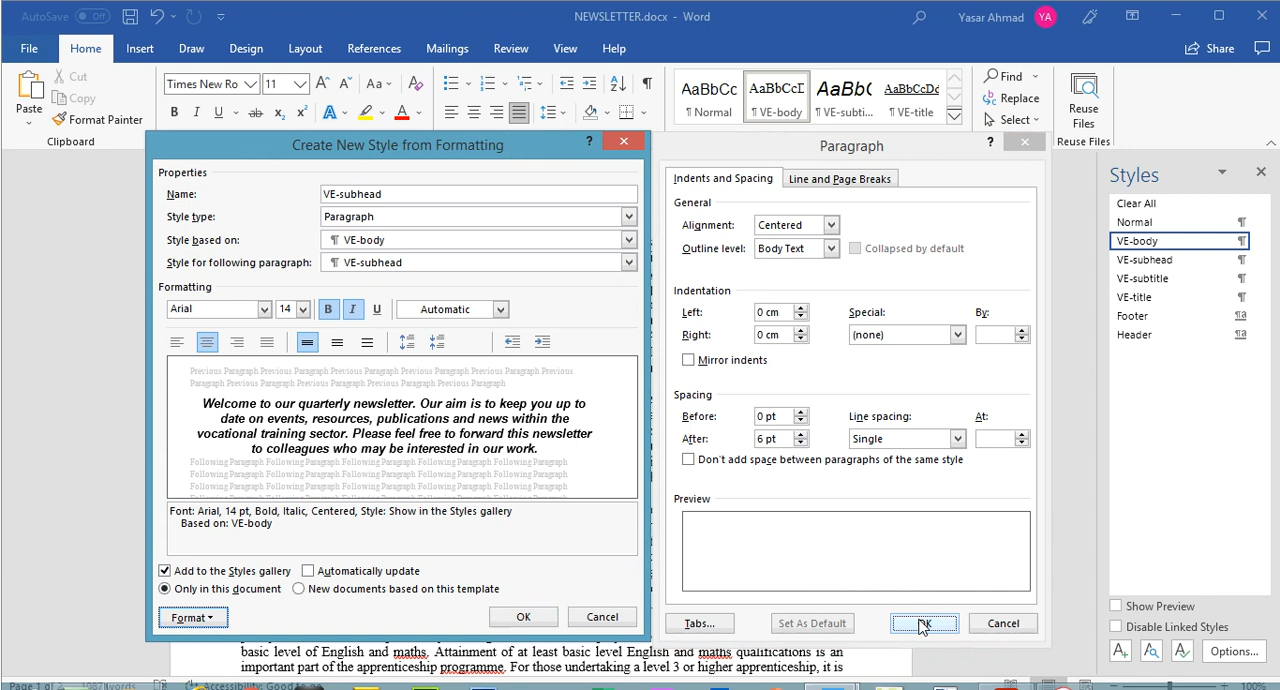 AutoSave Off NEWSLETTER.docx - Word Yasar Ahmad YA
File Home Insert Draw Design Layout References Mailings Review View Help Share
Paste Cut Copy Format Painter
Clipboard
Times New Ro 11 Aa
B I U ab x₂ x² A A
AaBbCc ¶ Normal
AaBbCcI ¶ VE-body
AaBb( ¶ VE-subti...
AaBbCcDc ¶ VE-title
Find
Replace
Select
Reuse Files
Reuse Files
Create New Style from Formatting ?
Properties
Name: VE-subhead
Style type: Paragraph
Style based on: ¶ VE-body
Style for following paragraph: ¶ VE-subhead
Formatting
Arial 14 B I U Automatic
Previous Paragraph Previous Paragraph Previous Paragraph Previous Paragraph Previous
Paragraph Previous Paragraph Previous Paragraph Previous Paragraph
Welcome to our quarterly newsletter. Our aim is to keep you up to
date on events, resources, publications and news within the
vocational training sector. Please feel free to forward this newsletter
to colleagues who may be interested in our work.
Following Paragraph Following Paragraph Following Paragraph Following Paragraph
Following Paragraph Following Paragraph Following Paragraph Following Paragraph
Following Paragraph Following Paragraph Following Paragraph Following Paragraph
Font: Arial, 14 pt, Bold, Italic, Centered, Style: Show in the Styles gallery
Based on: VE-body
Add to the Styles gallery Automatically update
Only in this document New documents based on this template
Format OK Cancel
Paragraph ?
Indents and Spacing Line and Page Breaks
General
Alignment: Centered
Outline level: Body Text Collapsed by default
Indentation
Left: 0 cm Special: By:
Right: 0 cm (none)
Mirror indents
Spacing
Before: 0 pt Line spacing: At:
After: 6 pt Single
Don't add space between paragraphs of the same style
Preview
Tabs... Set As Default OK Cancel
Styles
Clear All
Normal ¶
VE-body ¶
VE-subhead ¶
VE-subtitle ¶
VE-title ¶
Footer ¶a
Header ¶a
Show Preview
Disable Linked Styles
Options...
basic level of English and maths. Attainment of at least basic level English and maths qualifications is an
important part of the apprenticeship programme. For those undertaking a level 3 or higher apprenticeship, it is
100%